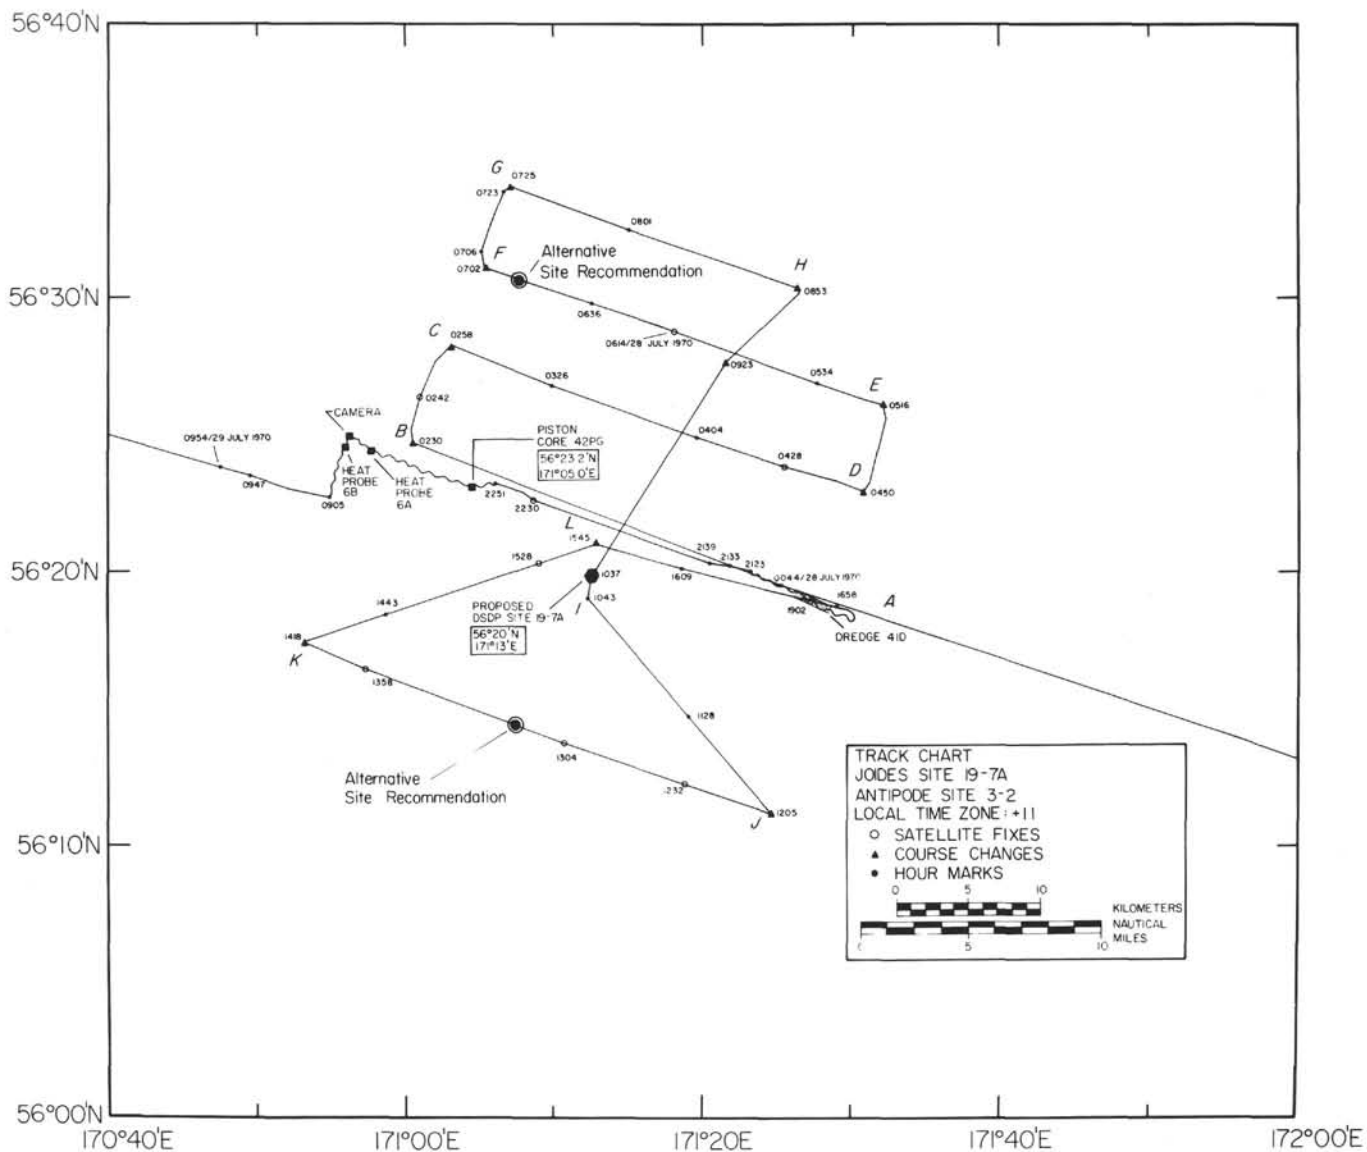 56°40'N
G
0725
0723
0801
0706
F
0702
Alternative
Site Recommendation
H
0853
56°30'N
0636
0614/28 JULY 1970
C
0258
0923
0534
E
0516
0326
0242
CAMERA
B
0230
PISTON
CORE 42PG
56°23.2'N
171°05.0'E
0404
0428
D
0450
0954/29 JULY 1970
0947
HEAT
PROBE
6B
HEAT
PROBE
6A
0905
2251
2230
L
1545
2139
2133
2123
0044/28 JULY 1970
56°20'N
1528
1609
1037
1658
A
1043
I
1902
DREDGE 41D
1443
PROPOSED
DSDP SITE 19-7A
56°20'N
171°13'E
1418
K
1358
1128
1304
Alternative
Site Recommendation
1232
J
1205
56°10'N
TRACK CHART
JOIDES SITE 19-7A
ANTIPODE SITE 3-2
LOCAL TIME ZONE: +11
SATELLITE FIXES
COURSE CHANGES
HOUR MARKS
0 5 10
KILOMETERS
NAUTICAL
MILES
0 5 10
56°00'N
170°40'E 171°00'E 171°20'E 171°40'E 172°00'E